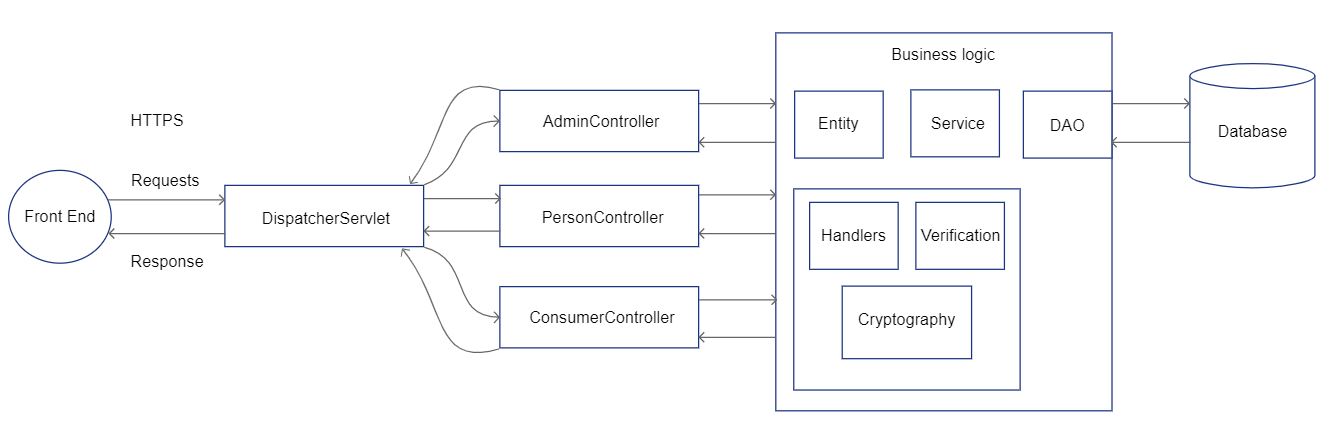 Business logic
HTTPS
AdminController
Entity
Service
DAO
Database
Requests
Front End
DispatcherServlet
PersonController
Handlers
Verification
Response
ConsumerController
Cryptography